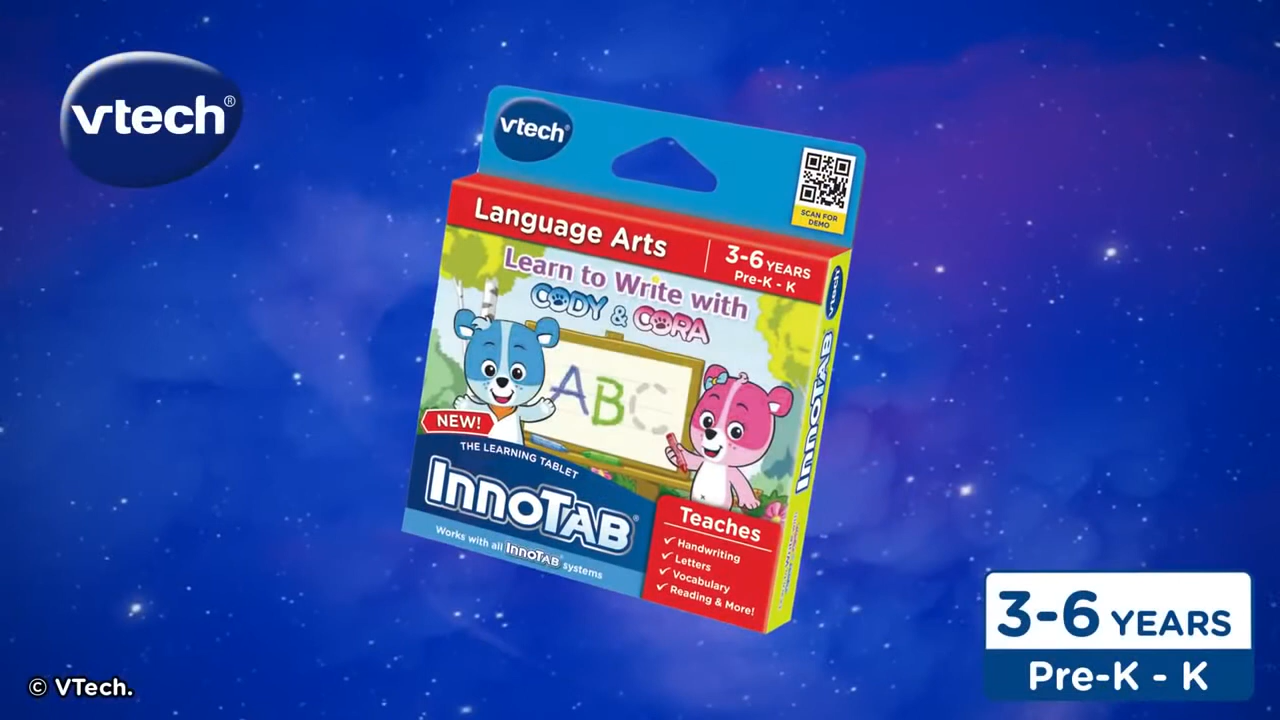 vtech®
vtech®
SCAN FOR
DEMO
Language Arts
3-6 YEARS
Pre-K - K
Learn to Write with
CODY & CORA
ABC
NEW!
THE LEARNING TABLET
INNOTAB®
Works with all INNOTAB® systems
Teaches
✓ Handwriting
✓ Letters
✓ Vocabulary
✓ Reading & More!
vtech
INNOTAB
3-6 YEARS
Pre-K - K
© VTech.